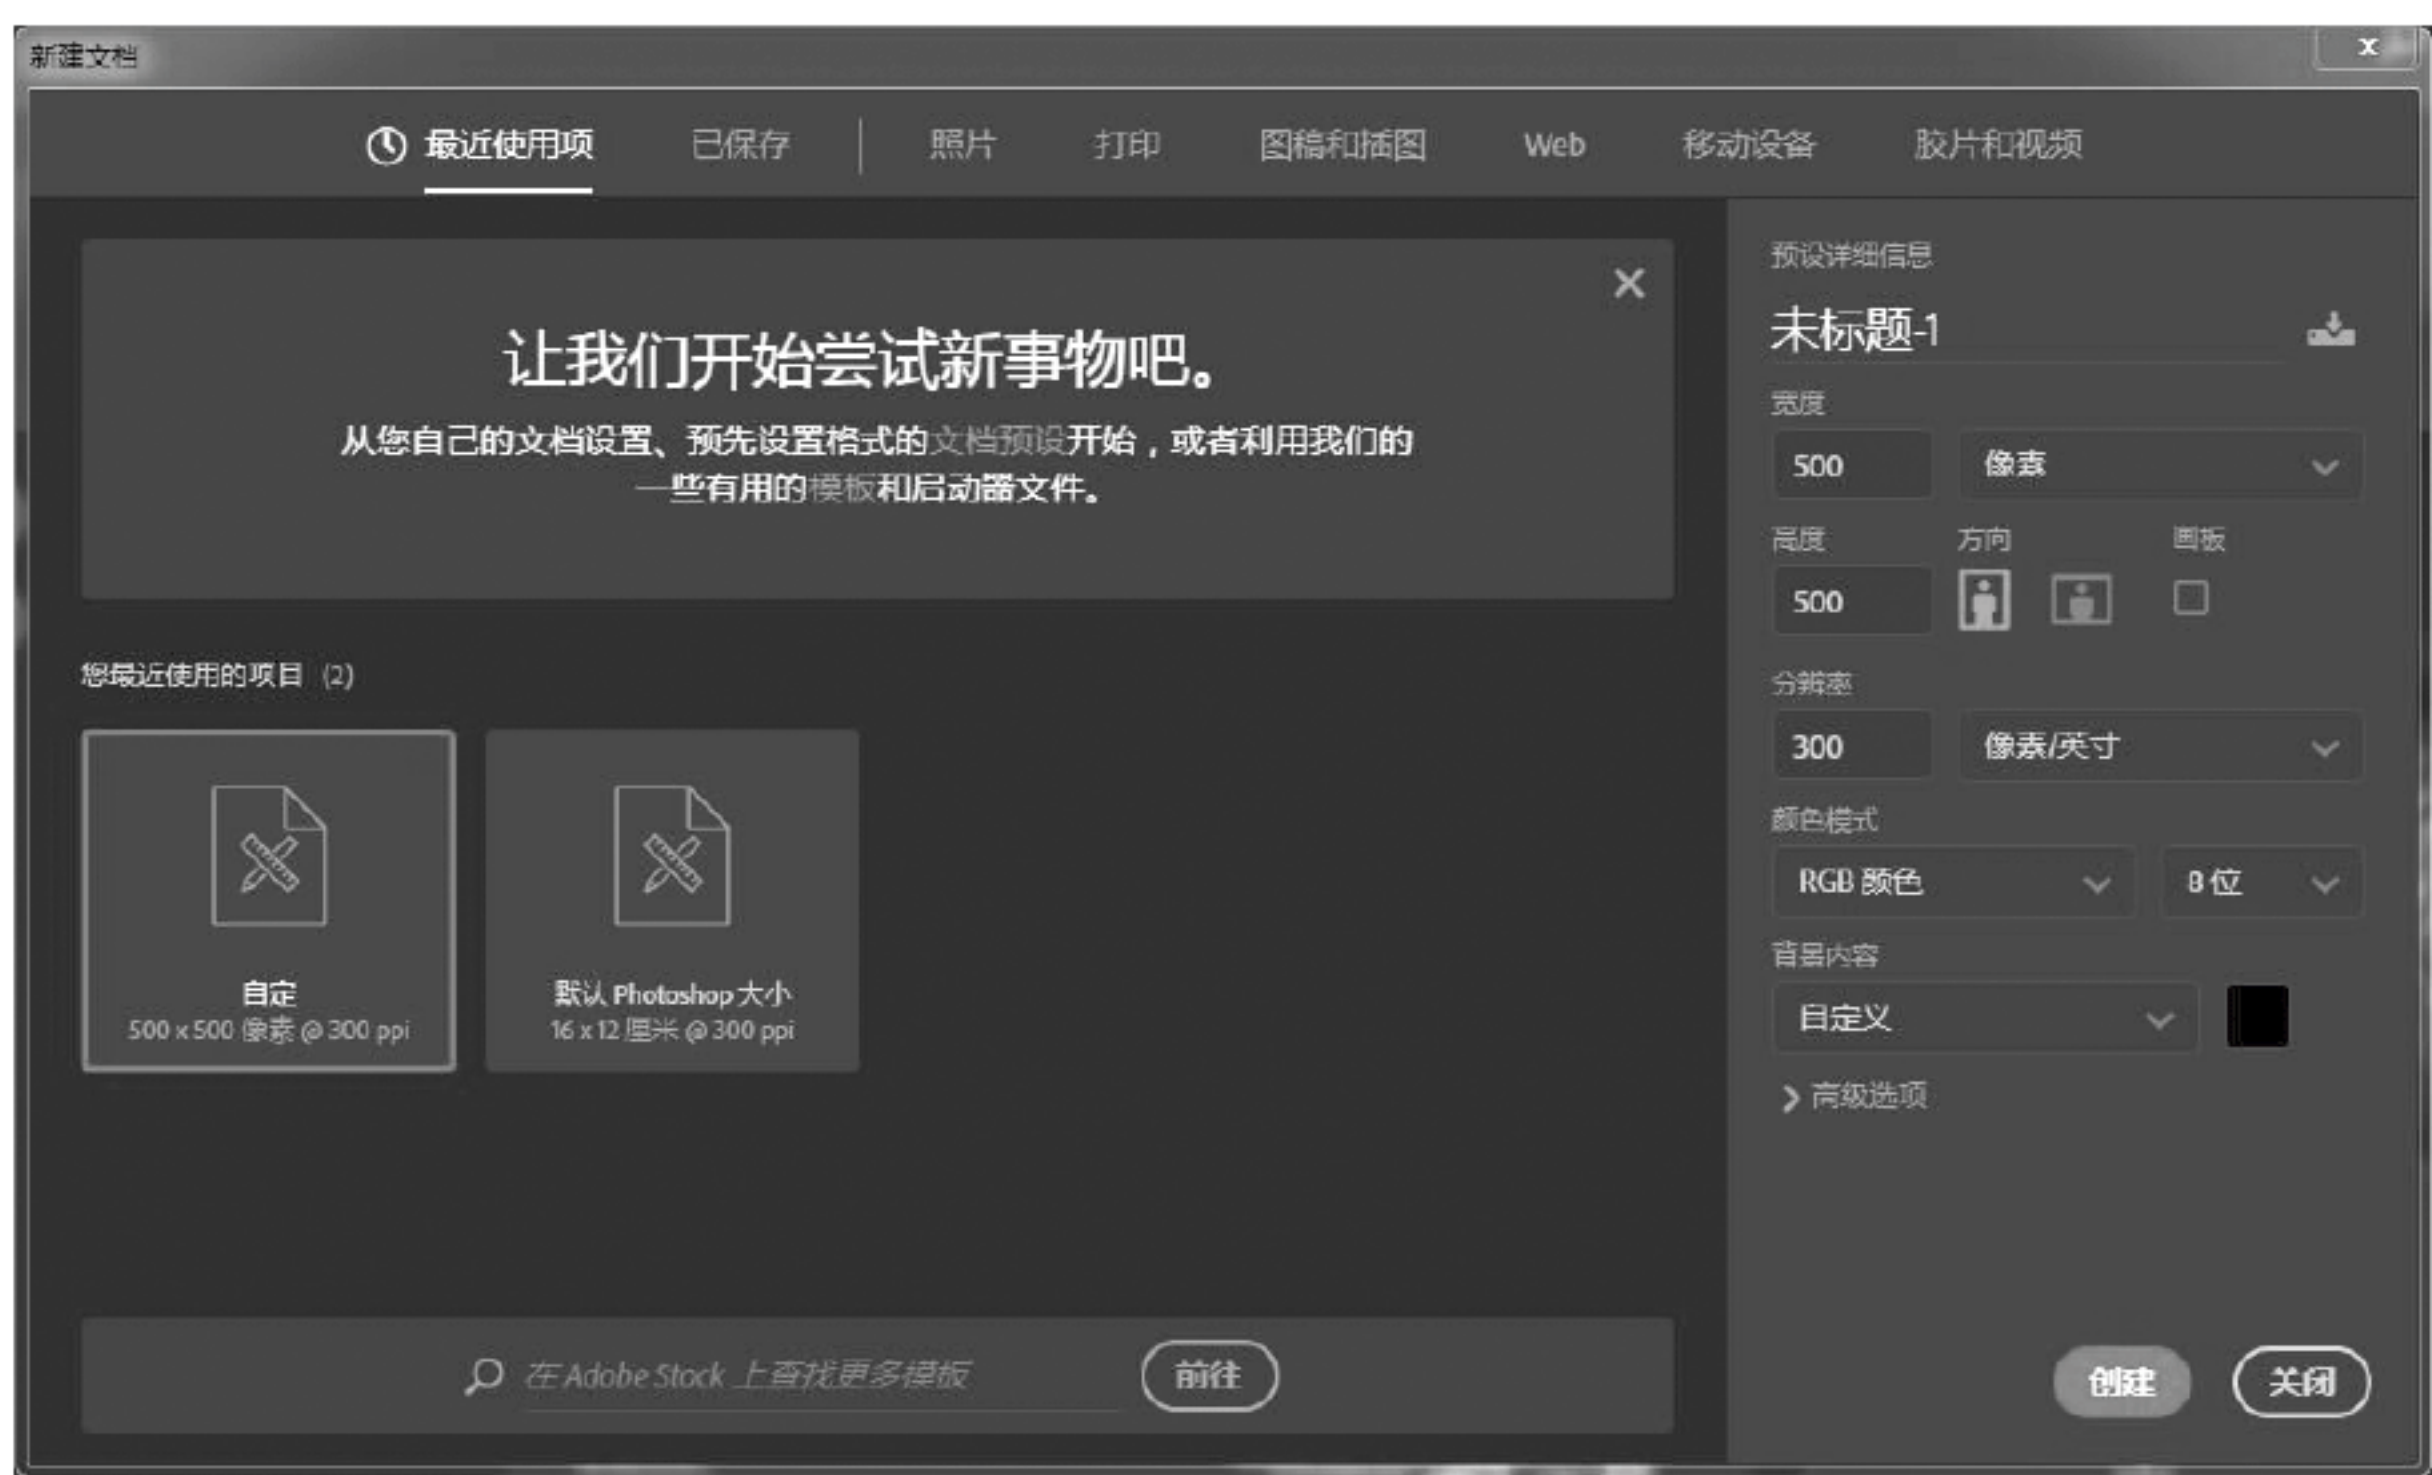 新建文档
x
最近使用项 已保存 照片 打印 图稿和插图 Web 移动设备 胶片和视频
让我们开始尝试新事物吧。
从您自己的文档设置、预先设置格式的文档预设开始，或者利用我们的
一些有用的模板和启动器文件。
您最近使用的项目 (2)
自定
500 x 500 像素 @ 300 ppi
默认 Photoshop 大小
16 x 12 厘米 @ 300 ppi
在 Adobe Stock 上查找更多模板
前往
预设详细信息
未标题-1
宽度
500 像素
高度 方向 画板
500
分辨率
300 像素/英寸
颜色模式
RGB 颜色 8 位
背景内容
自定义
高级选项
创建 关闭